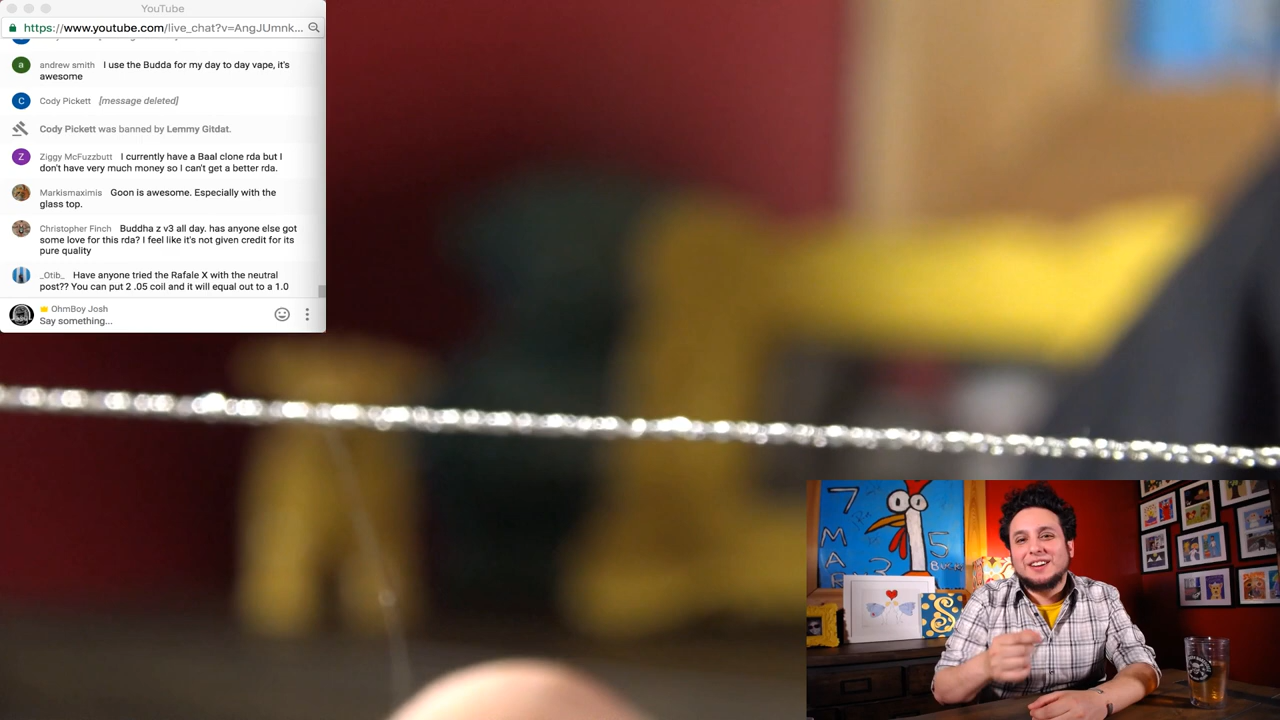 YouTube
https://www.youtube.com/live_chat?v=AngJUmnk...
a andrew smith I use the Budda for my day to day vape, it's
awesome
C Cody Pickett [message deleted]
Cody Pickett was banned by Lemmy Gitdat.
Z Ziggy McFuzzbutt I currently have a Baal clone rda but I
don't have very much money so I can't get a better rda.
Markismaximis Goon is awesome. Especially with the
glass top.
Christopher Finch Buddha z v3 all day. has anyone else got
some love for this rda? I feel like it's not given credit for its
pure quality
_Otib_ Have anyone tried the Rafale X with the neutral
post?? You can put 2 .05 coil and it will equal out to a 1.0
OhmBoy Josh
Say something...
7
MAR
3
5
Bucks
S